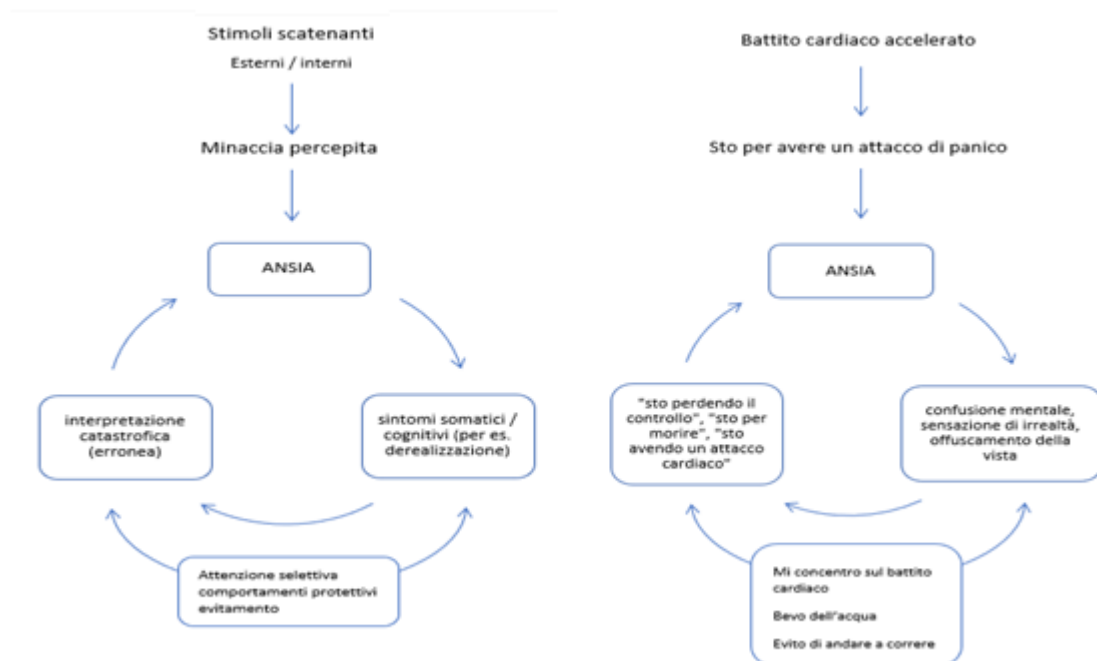 Stimoli scatenanti
Esterni / interni
Minaccia percepita
ANSIA
interpretazione
catastrofica
(erronea)
sintomi somatici /
cognitivi (per es.
derealizzazione)
Attenzione selettiva
comportamenti protettivi
evitamento
Battito cardiaco accelerato
Sto per avere un attacco di panico
ANSIA
"sto perdendo il
controllo", "sto per
morire", "sto
avendo un attacco
cardiaco"
confusione mentale,
sensazione di irrealtà,
offuscamento della
vista
Mi concentro sul battito
cardiaco
Bevo dell'acqua
Evito di andare a correre